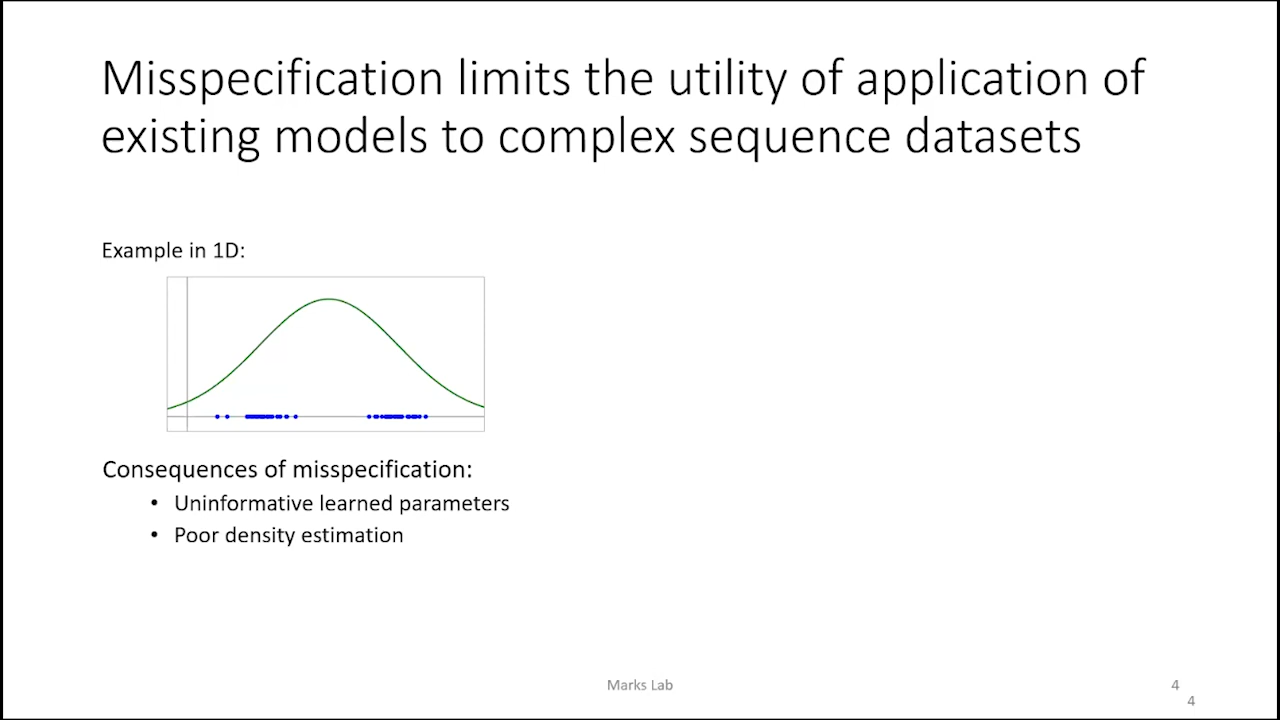 Misspecification limits the utility of application of
existing models to complex sequence datasets
Example in 1D:
Consequences of misspecification:
• Uninformative learned parameters
• Poor density estimation
Marks Lab
4
4